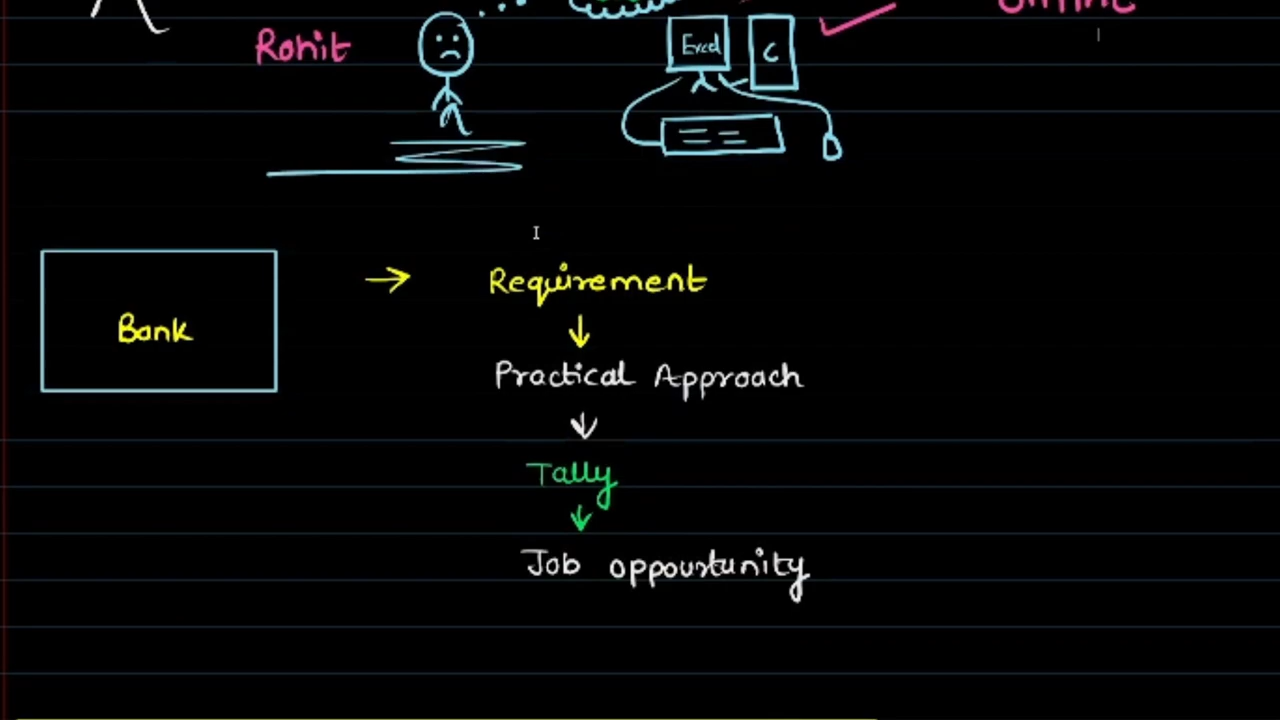 Rohit
Excel
C
Bank
→ Requirement
↓
Practical Approach
↓
Tally
↓
Job oppourtunity